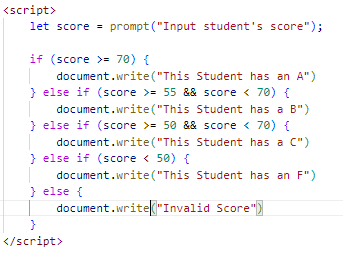 <script>
let score = prompt("Input student's score");
if (score >= 70) {
document.write("This Student has an A")
} else if (score >= 55 && score < 70) {
document.write("This Student has a B")
} else if (score >= 50 && score < 70) {
document.write("This Student has a C")
} else if (score < 50) {
document.write("This Student has an F")
} else {
document.write("Invalid Score")
}
</script>